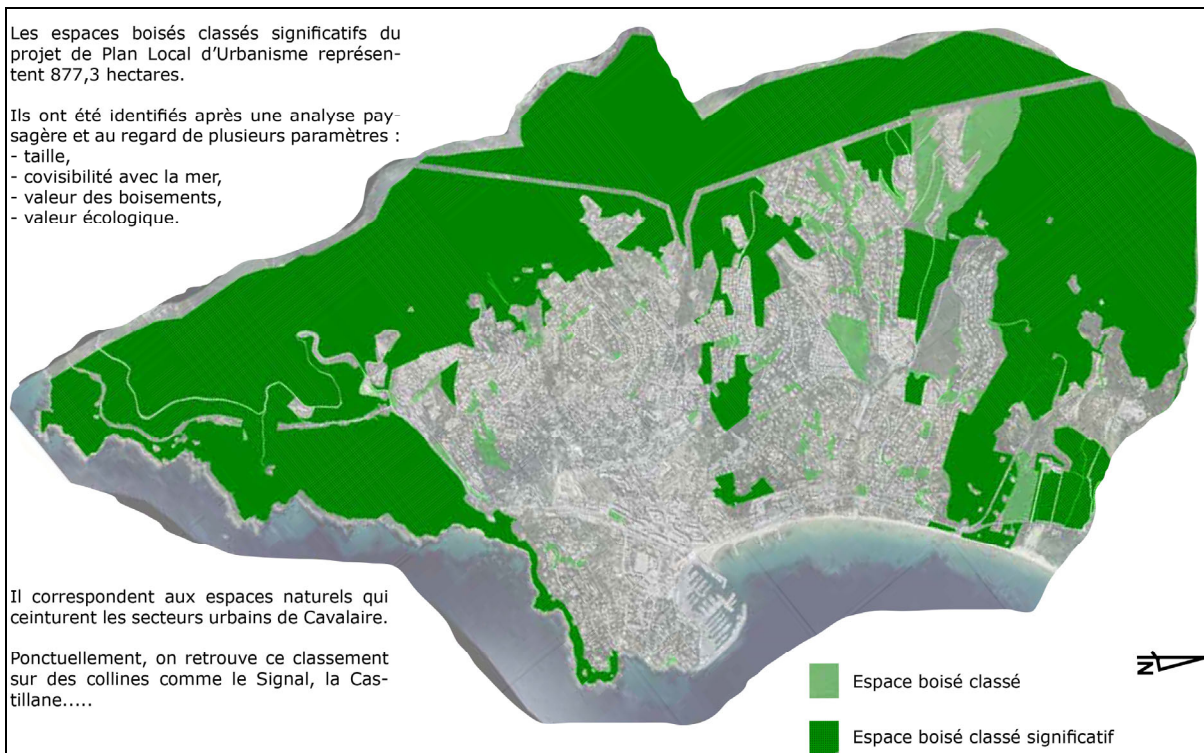 Les espaces boisés classés significatifs du
projet de Plan Local d’Urbanisme représen-
tent 877,3 hectares.
Ils ont été identifiés après une analyse pay-
sagère et au regard de plusieurs paramètres :
- taille,
- covisibilité avec la mer,
- valeur des boisements,
- valeur écologique.
Il correspondent aux espaces naturels qui
ceinturent les secteurs urbains de Cavalaire.
Ponctuellement, on retrouve ce classement
sur des collines comme le Signal, la Cas-
tillane.....
N
Espace boisé classé
Espace boisé classé significatif